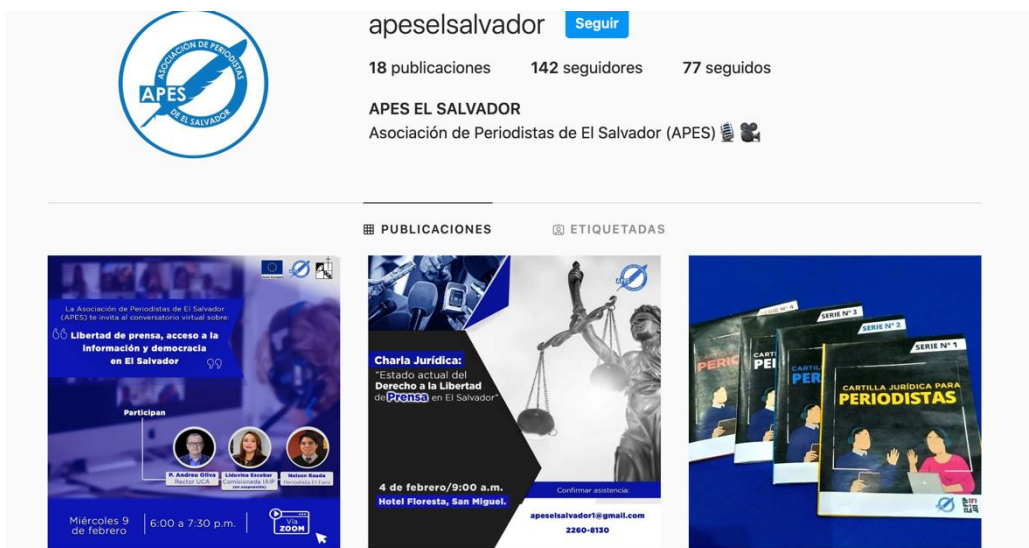 ASOCIACIÓN DE PERIODISTAS
APES
DE EL SALVADOR
apeselsalvador
Seguir
18 publicaciones 142 seguidores 77 seguidos
APES EL SALVADOR
Asociación de Periodistas de El Salvador (APES)
PUBLICACIONES ETIQUETADAS
La Asociación de Periodistas de El Salvador
(APES) te invita al conversatorio virtual sobre:
Libertad de prensa, acceso a la
información y democracia
en El Salvador
Participan
P. Andreu Oliva
Rector UCA
Liduvina Escobar
Comisionada IAIP
Nelson Rauda
Periodista El Faro
Miércoles 9
de febrero
6:00 a 7:30 p.m.
Vía
ZOOM
APES
Charla Jurídica:
"Estado actual del
Derecho a la Libertad
de Prensa en El Salvador"
4 de febrero/9:00 a.m.
Hotel Floresta, San Miguel.
Confirmar asistencia:
apeselsalvador1@gmail.com
2260-8130
SERIE Nº 3
SERIE Nº 2
SERIE Nº 1
CARTILLA JURÍDICA PARA
PERIODISTAS